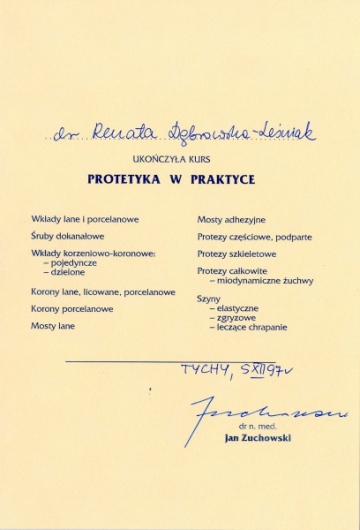 dr Renata Dąbrowska-Leśniak
UKOŃCZYŁA KURS
PROTETYKA W PRAKTYCE
Wkłady lane i porcelanowe
Śruby dokanałowe
Wkłady korzeniowo-koronowe:
– pojedyncze
– dzielone
Korony lane, licowane, porcelanowe
Korony porcelanowe
Mosty lane
Mosty adhezyjne
Protezy częściowe, podparte
Protezy szkieletowe
Protezy całkowite
– miodynamiczne żuchwy
Szyny
– elastyczne
– zgryzowe
– leczące chrapanie
TYCHY, 5XII97r
dr n. med.
Jan Zuchowski